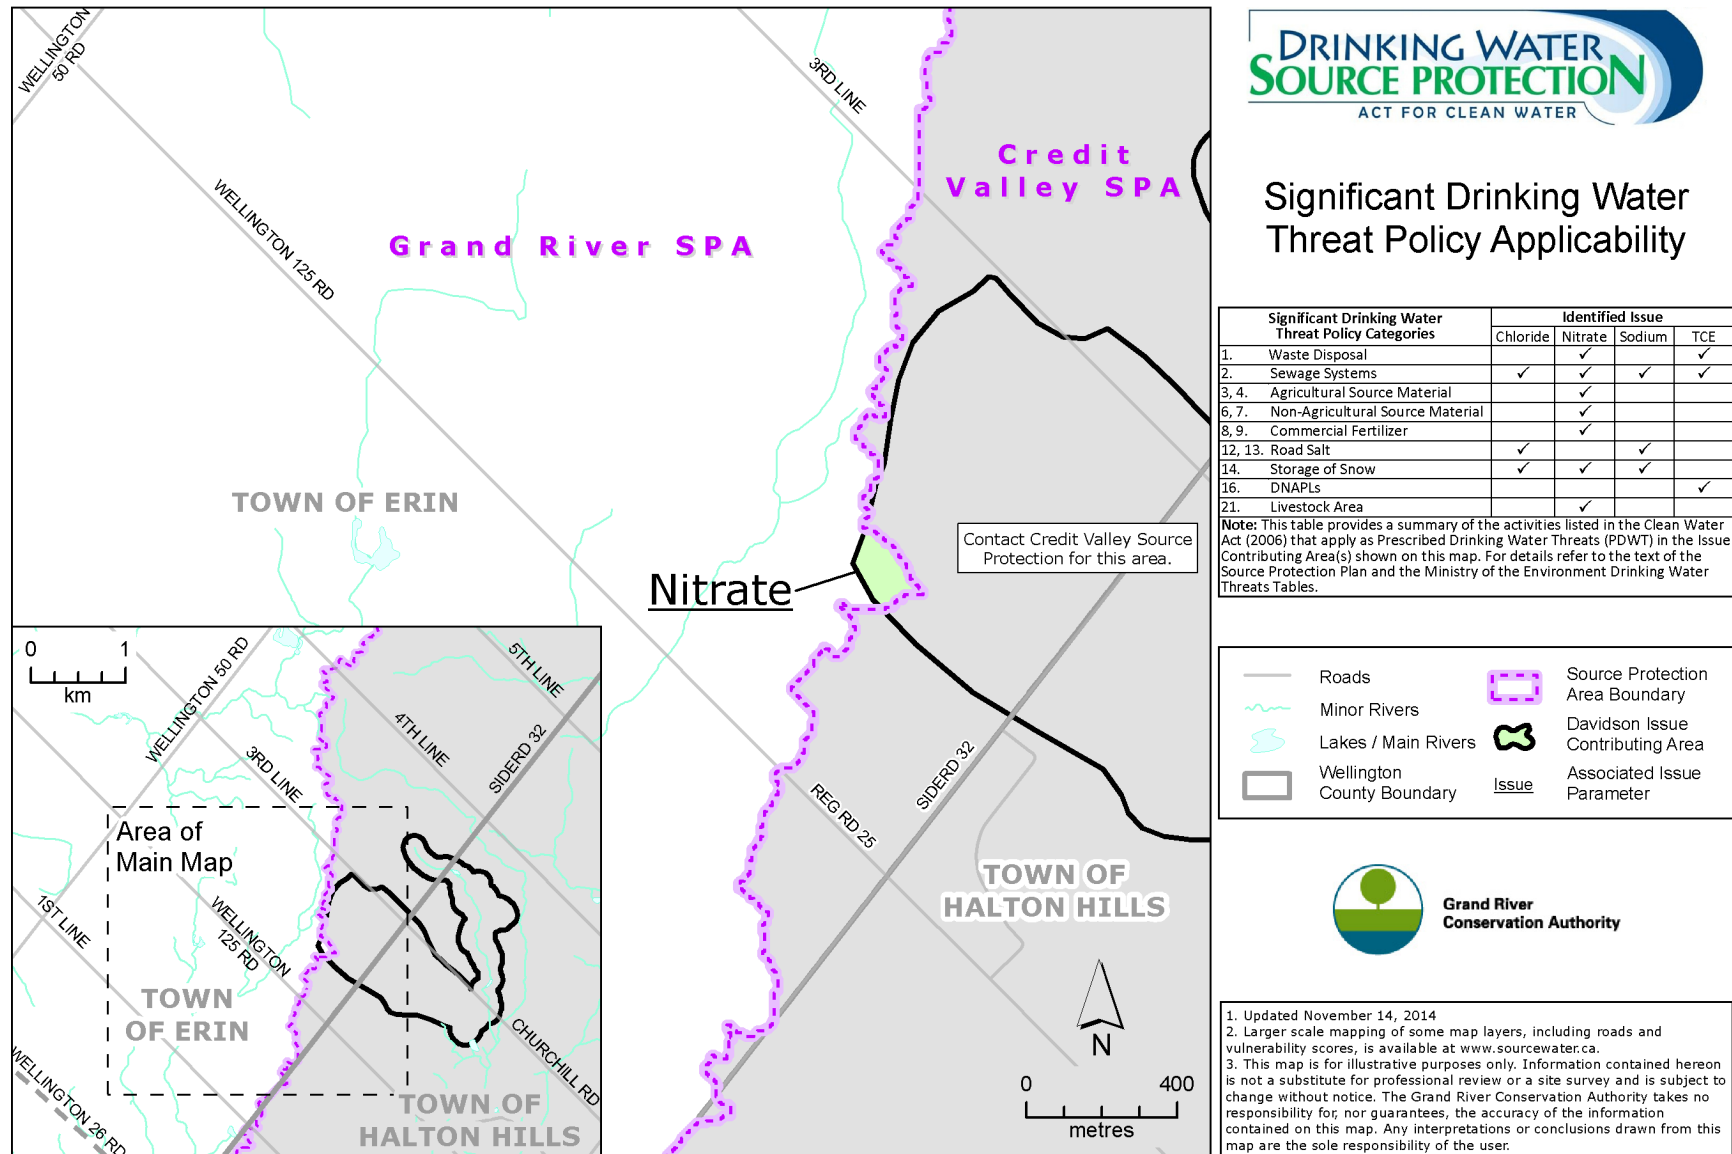 WELLINGTON
50 RD
3RD LINE
Credit
Valley SPA
WELLINGTON 125 RD
Grand River SPA
TOWN OF ERIN
Contact Credit Valley Source
Protection for this area.
Nitrate
REG RD 25
SIDERD 32
TOWN OF
HALTON HILLS
N
0 400
metres
0 1
km
WELLINGTON 50 RD
5TH LINE
4TH LINE
SIDERD 32
3RD LINE
Area of
Main Map
1ST LINE
WELLINGTON
125 RD
TOWN
OF ERIN
CHURCHILL RD
WELLINGTON 26 RD
TOWN OF
HALTON HILLS
DRINKING WATER
SOURCE PROTECTION
ACT FOR CLEAN WATER
Significant Drinking Water
Threat Policy Applicability
Significant Drinking Water
Threat Policy Categories
Identified Issue
Chloride Nitrate Sodium TCE
1. Waste Disposal ✓ ✓
2. Sewage Systems ✓ ✓ ✓ ✓
3, 4. Agricultural Source Material ✓
6, 7. Non-Agricultural Source Material ✓
8, 9. Commercial Fertilizer ✓
12, 13. Road Salt ✓ ✓
14. Storage of Snow ✓ ✓ ✓
16. DNAPLs ✓
21. Livestock Area ✓
Note: This table provides a summary of the activities listed in the Clean Water
Act (2006) that apply as Prescribed Drinking Water Threats (PDWT) in the Issue
Contributing Area(s) shown on this map. For details refer to the text of the
Source Protection Plan and the Ministry of the Environment Drinking Water
Threats Tables.
Roads
Minor Rivers
Lakes / Main Rivers
Wellington
County Boundary
Source Protection
Area Boundary
Davidson Issue
Contributing Area
Issue
Associated Issue
Parameter
Grand River
Conservation Authority
1. Updated November 14, 2014
2. Larger scale mapping of some map layers, including roads and
vulnerability scores, is available at www.sourcewater.ca.
3. This map is for illustrative purposes only. Information contained hereon
is not a substitute for professional review or a site survey and is subject to
change without notice. The Grand River Conservation Authority takes no
responsibility for, nor guarantees, the accuracy of the information
contained on this map. Any interpretations or conclusions drawn from this
map are the sole responsibility of the user.